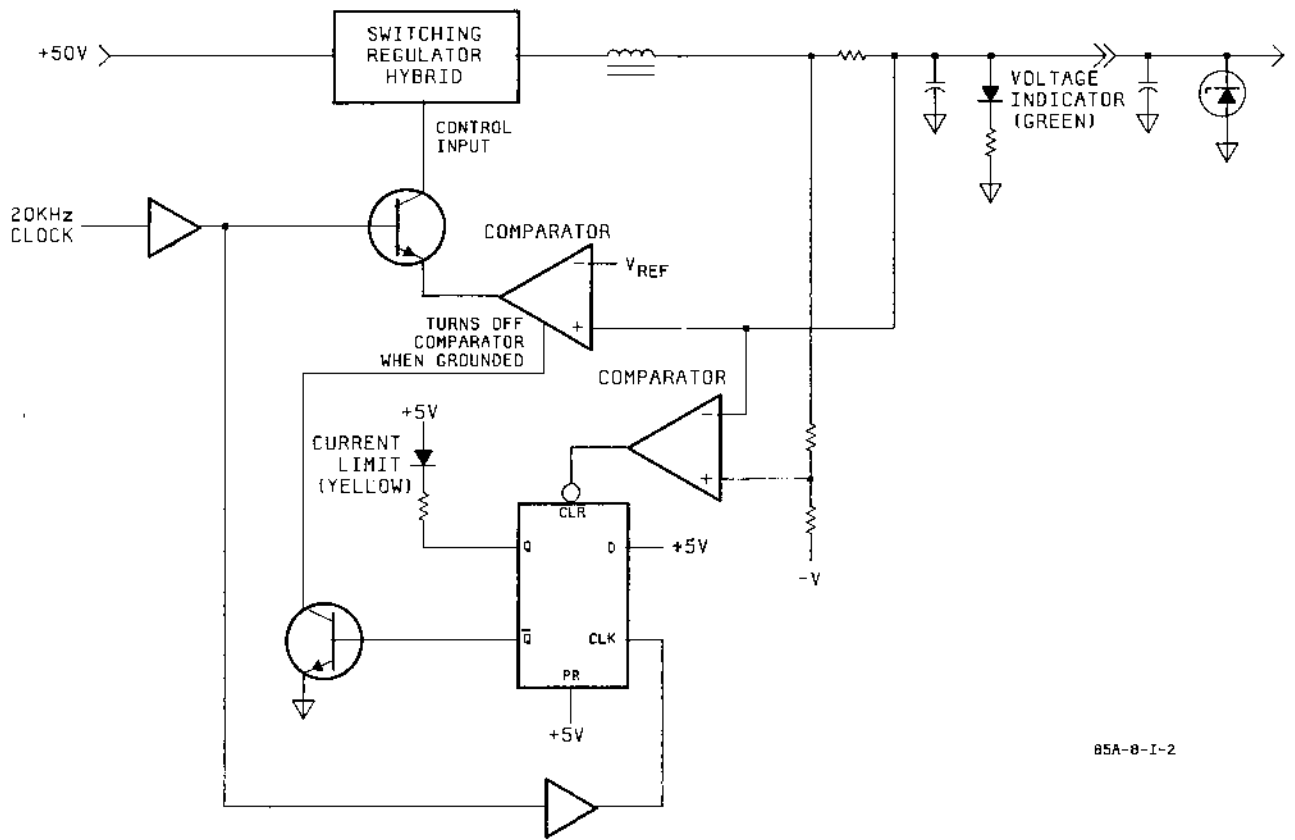 +50V
SWITCHING
REGULATOR
HYBRID
VOLTAGE
INDICATOR
(GREEN)
CONTROL
INPUT
20KHz
CLOCK
COMPARATOR
−
VREF
+
TURNS OFF
COMPARATOR
WHEN GROUNDED
COMPARATOR
−
+
+5V
CURRENT
LIMIT
(YELLOW)
CLR
Q
D
+5V
-V
Q̅
CLK
PR
+5V
85A-8-I-2